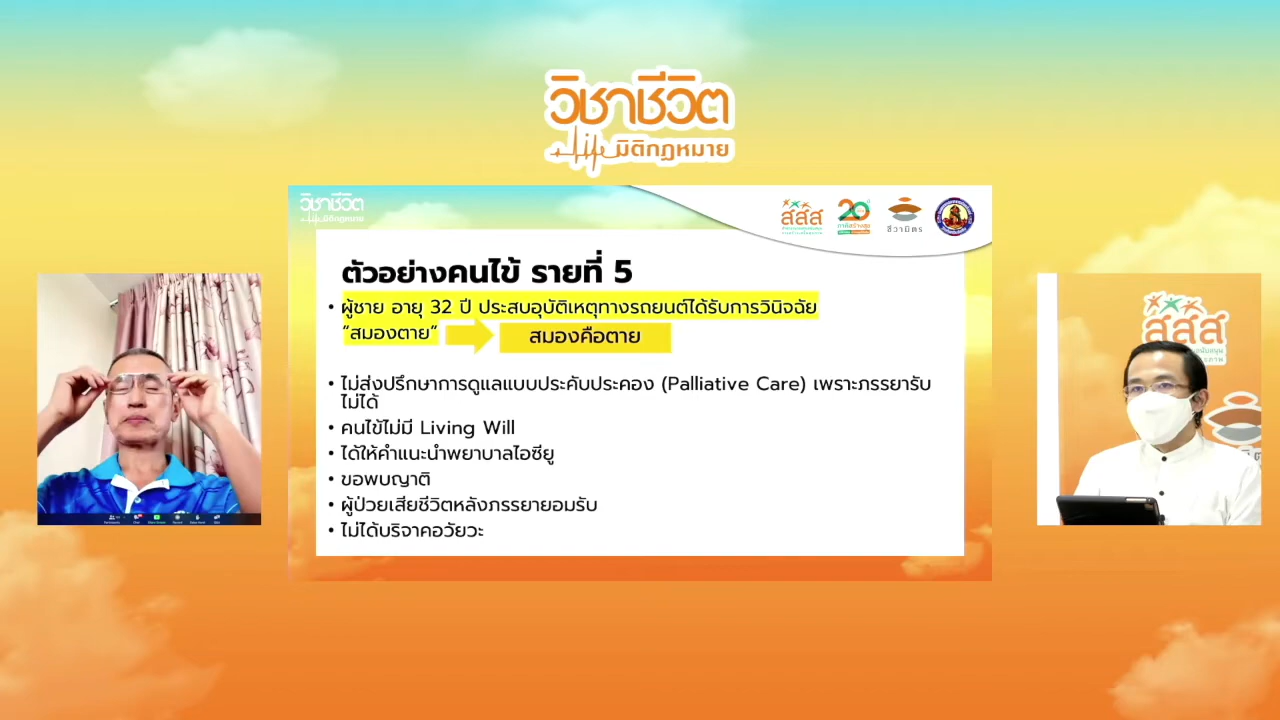 วิชาชีวิต
Life มิติกฎหมาย
วิชาชีวิต
Life มิติกฎหมาย
สสส
20
ภาคีสร้างสุข
ชีวามิตร
ตัวอย่างคนไข้ รายที่ 5
• ผู้ชาย อายุ 32 ปี ประสบอุบัติเหตุทางรถยนต์ได้รับการวินิจฉัย
“สมองตาย”
สมองคือตาย
• ไม่ส่งปรึกษาการดูแลแบบประคับประคอง (Palliative Care) เพราะภรรยารับ
ไม่ได้
• คนไข้ไม่มี Living Will
• ได้ให้คำแนะนำพยาบาลไอซียู
• ขอพบญาติ
• ผู้ป่วยเสียชีวิตหลังภรรยายอมรับ
• ไม่ได้บริจาคอวัยวะ
สสส